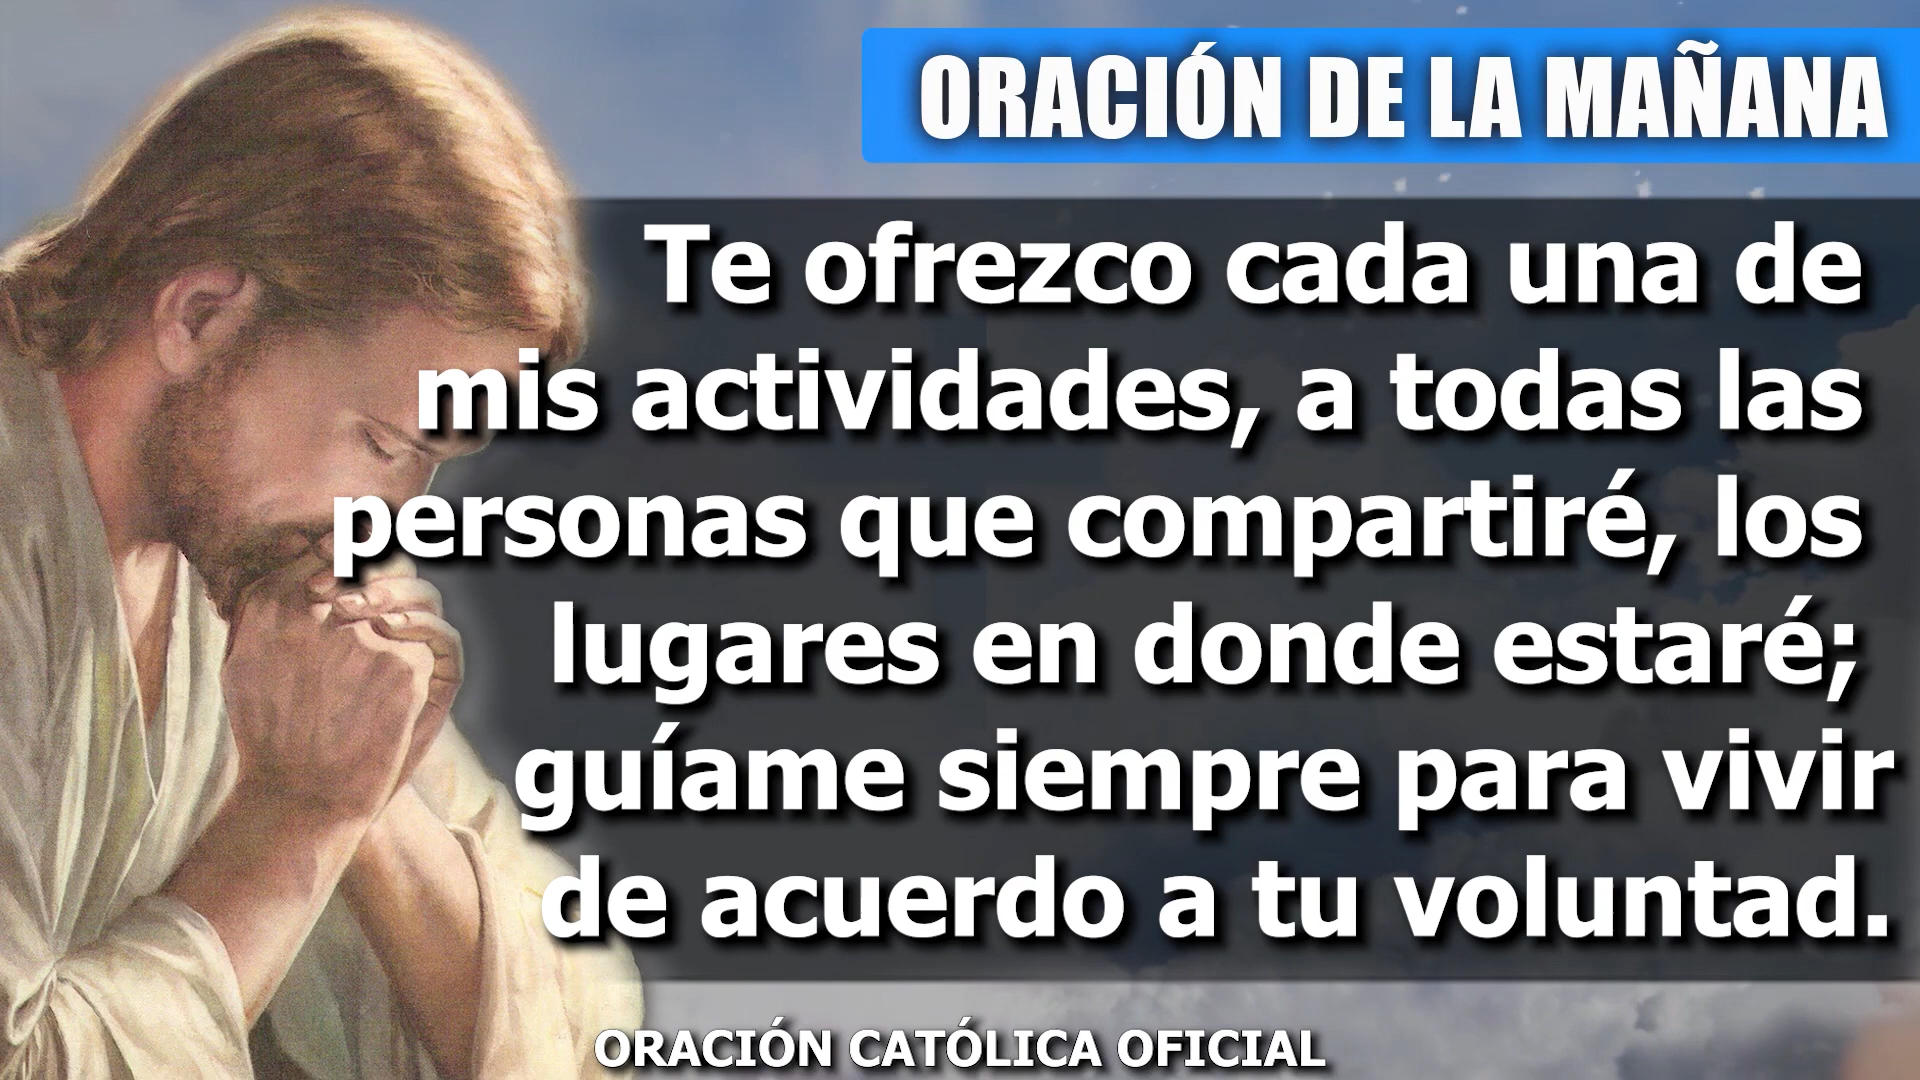 ORACIÓN DE LA MAÑANA
Te ofrezco cada una de
mis actividades, a todas las
personas que compartiré, los
lugares en donde estaré;
guíame siempre para vivir
de acuerdo a tu voluntad.
ORACIÓN CATÓLICA OFICIAL